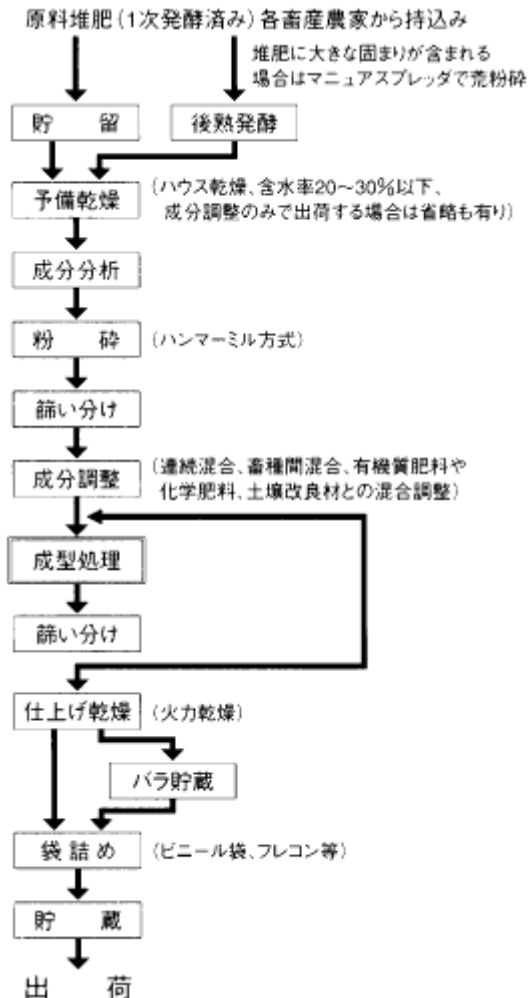 原料堆肥(1次発酵済み)各畜産農家から持込み
堆肥に大きな固まりが含まれる
場合はマニュアスプレッダで荒粉砕
貯 留
後熟発酵
予備乾燥
(ハウス乾燥、含水率20〜30%以下、
成分調整のみで出荷する場合は省略も有り)
成分分析
粉 砕
(ハンマーミル方式)
篩い分け
成分調整
(連続混合、畜種間混合、有機質肥料や
化学肥料、土壌改良材との混合調整)
成型処理
篩い分け
仕上げ乾燥
(火力乾燥)
バラ貯蔵
袋詰め
(ビニール袋、フレコン等)
貯 蔵
出 荷